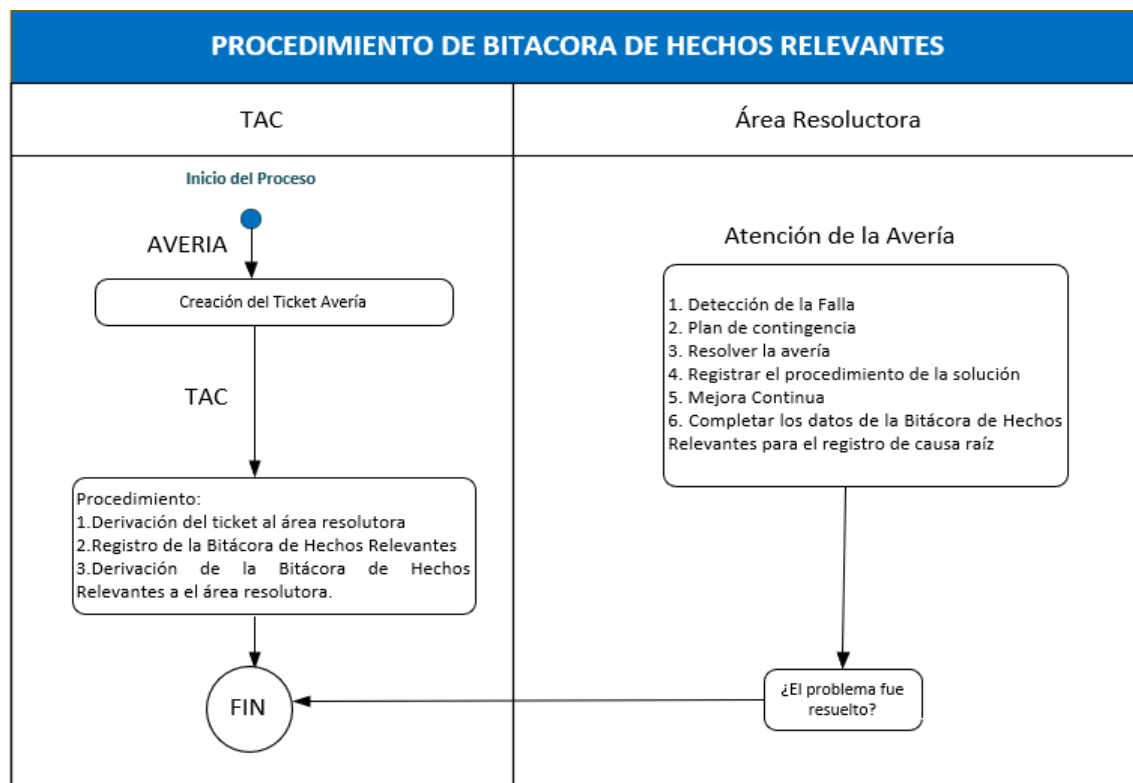 PROCEDIMIENTO DE BITACORA DE HECHOS RELEVANTES
TAC
Área Resoluctora
Inicio del Proceso
AVERIA
Creación del Ticket Avería
TAC
Procedimiento:
1.Derivación del ticket al área resolutora
2.Registro de la Bitácora de Hechos Relevantes
3.Derivación de la Bitácora de Hechos
Relevantes a el área resolutora.
FIN
Atención de la Avería
1. Detección de la Falla
2. Plan de contingencia
3. Resolver la avería
4. Registrar el procedimiento de la solución
5. Mejora Continua
6. Completar los datos de la Bitácora de Hechos
Relevantes para el registro de causa raíz
¿El problema fue
resuelto?